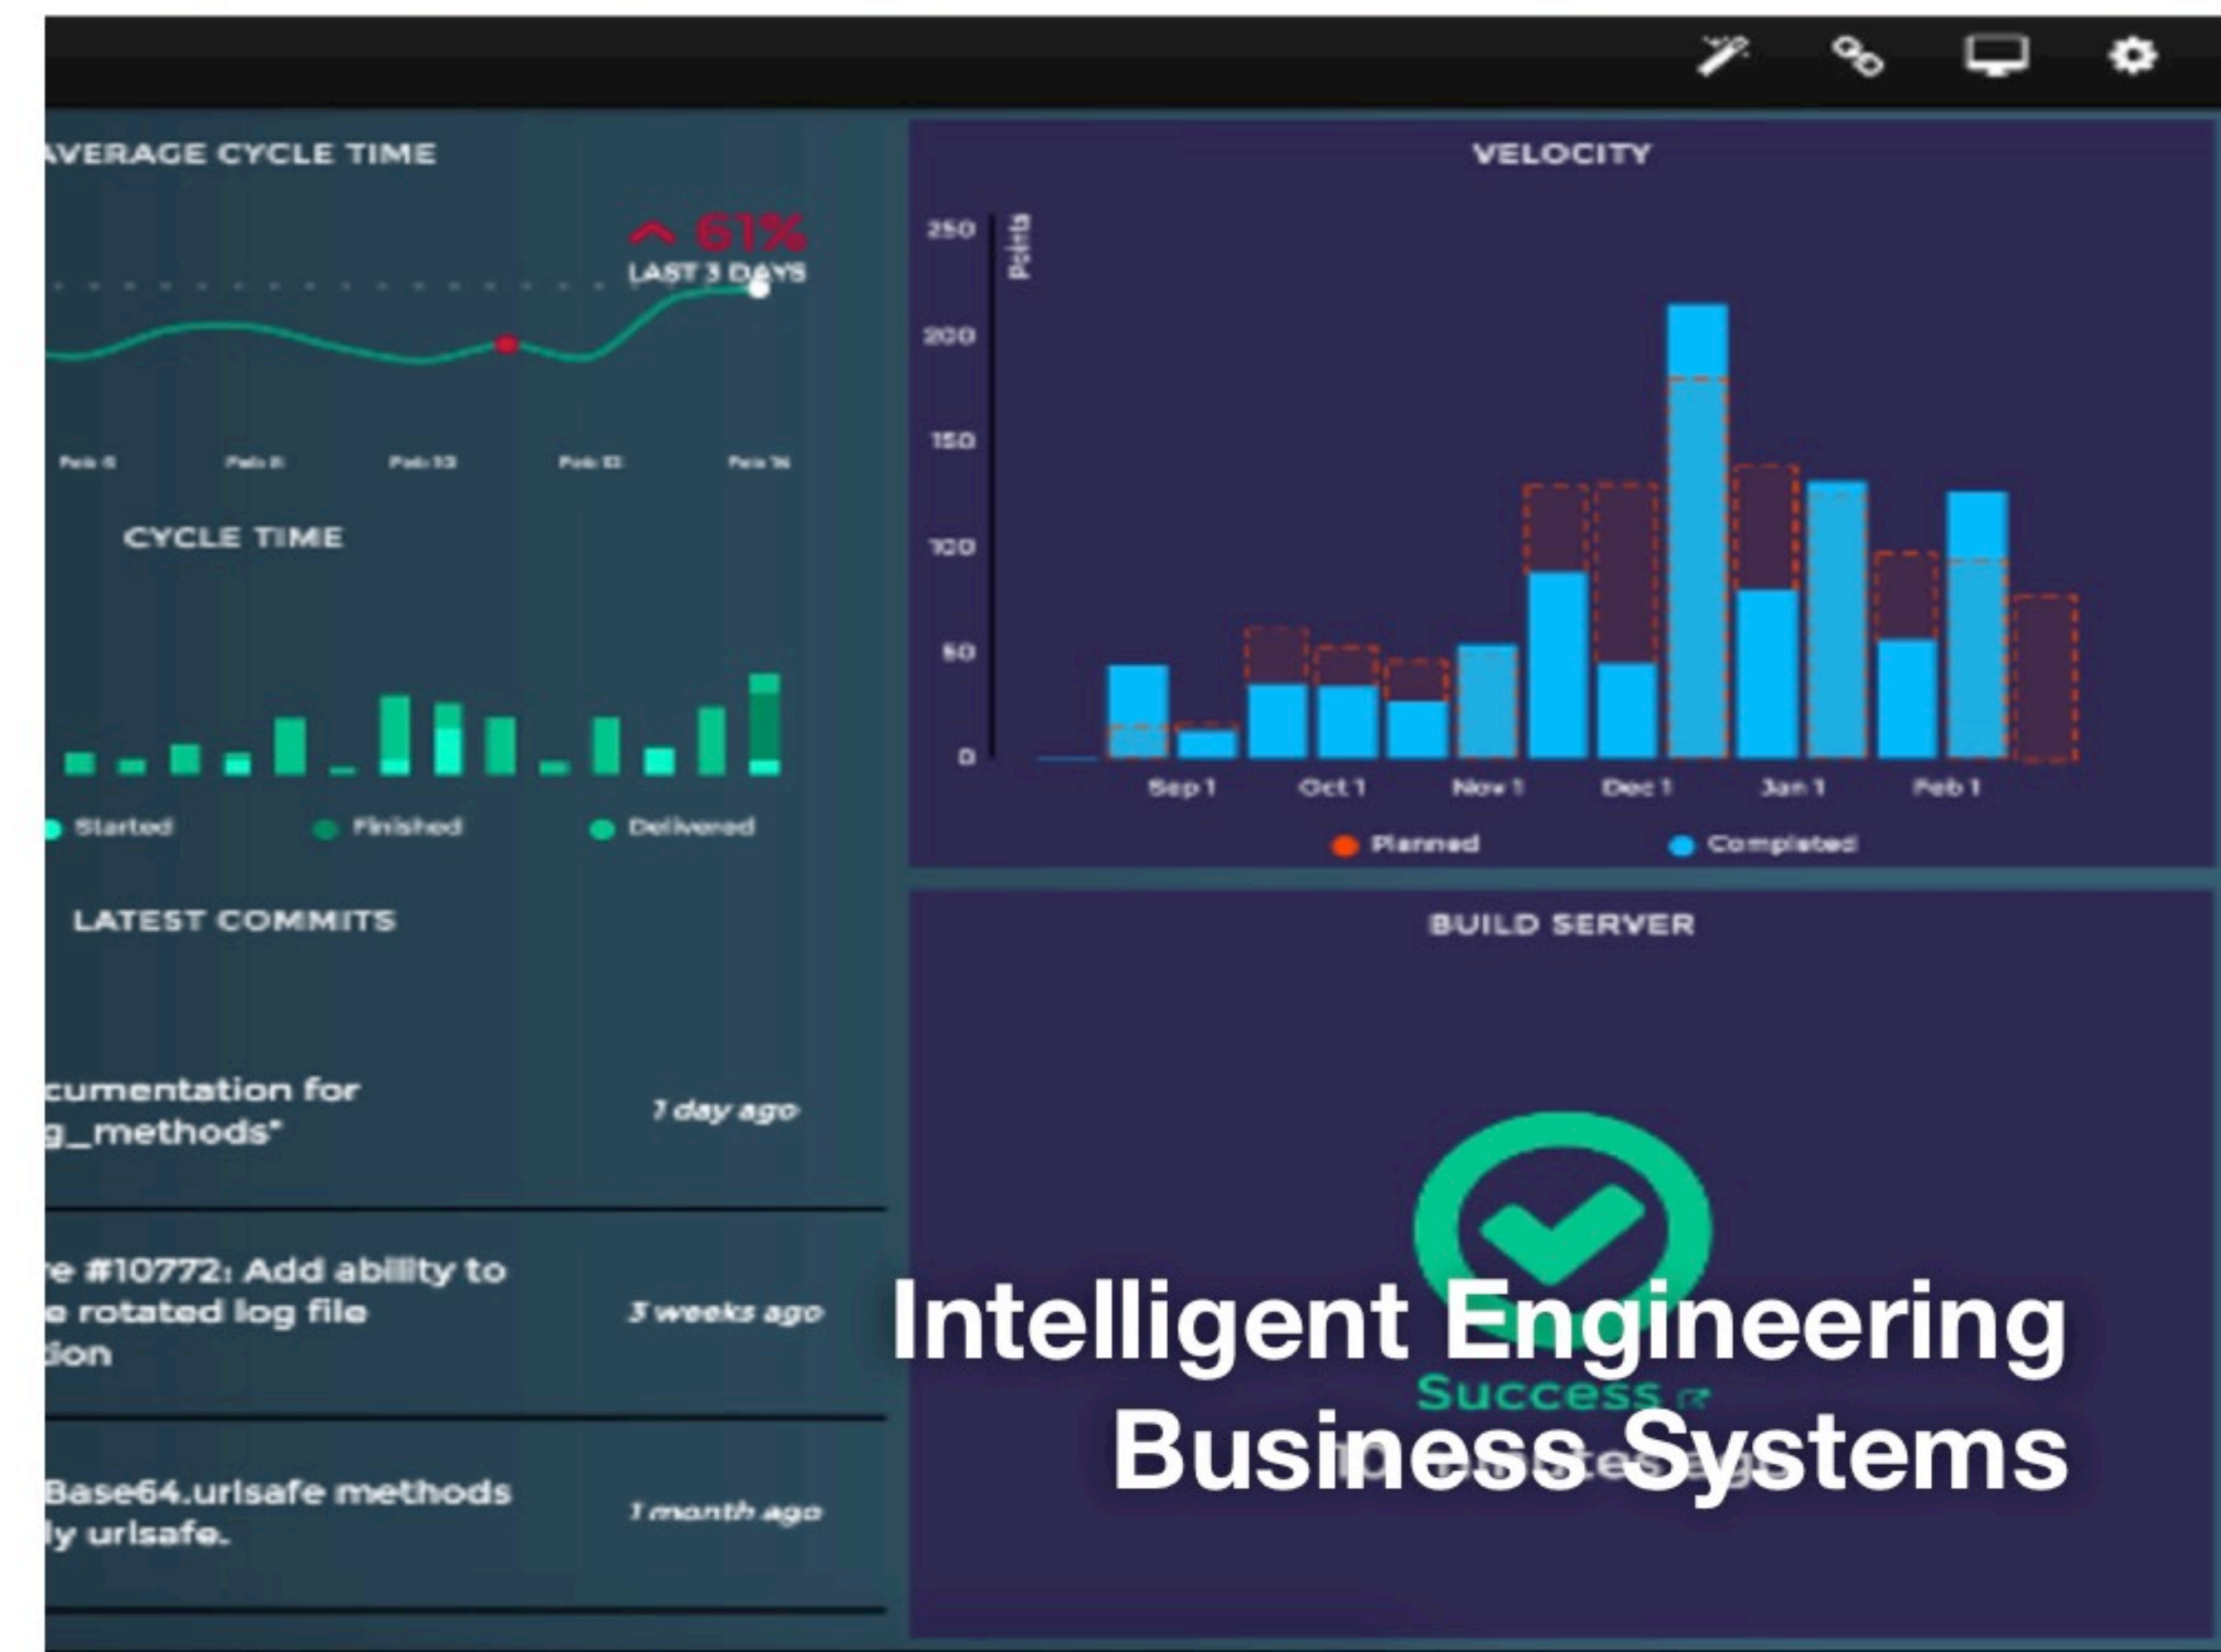 AVERAGE CYCLE TIME
61%
LAST 3 DAYS
CYCLE TIME
Started
Finished
Delivered
LATEST COMMITS
cumentation for
g_methods"
1 day ago
e #10772: Add ability to
e rotated log file
ion
3 weeks ago
Base64.urlsafe methods
ly urlsafe.
1 month ago
VELOCITY
Points
250
200
150
100
50
0
Sep 1
Oct 1
Nov 1
Dec 1
Jan 1
Feb 1
Planned
Completed
BUILD SERVER
Success
Intelligent Engineering
Business Systems